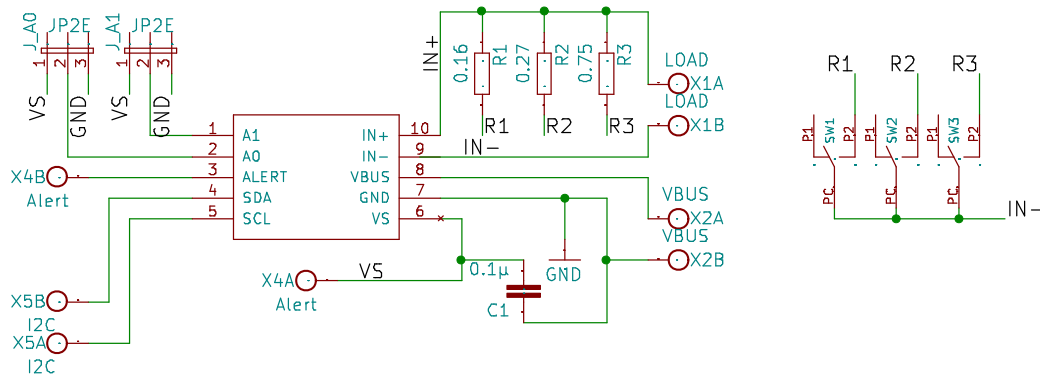 J_A0
JP2E
J_A1
JP2E
1
2
3
1
2
3
VS
GND
VS
GND
IN+
0.16
R1
0.27
R2
0.75
R3
LOAD
X1A
LOAD
X1B
R1
R2
R3
IN-
1
A1
IN+
10
2
A0
IN-
9
3
ALERT
VBUS
8
4
SDA
GND
7
5
SCL
VS
6
X4B
Alert
VBUS
X2A
VBUS
X2B
GND
0.1µ
C1
VS
X4A
Alert
X5B
I2C
X5A
I2C
R1
R2
R3
P1
SW1
P2
P1
SW2
P2
P1
SW3
P2
PC
PC
PC
IN-